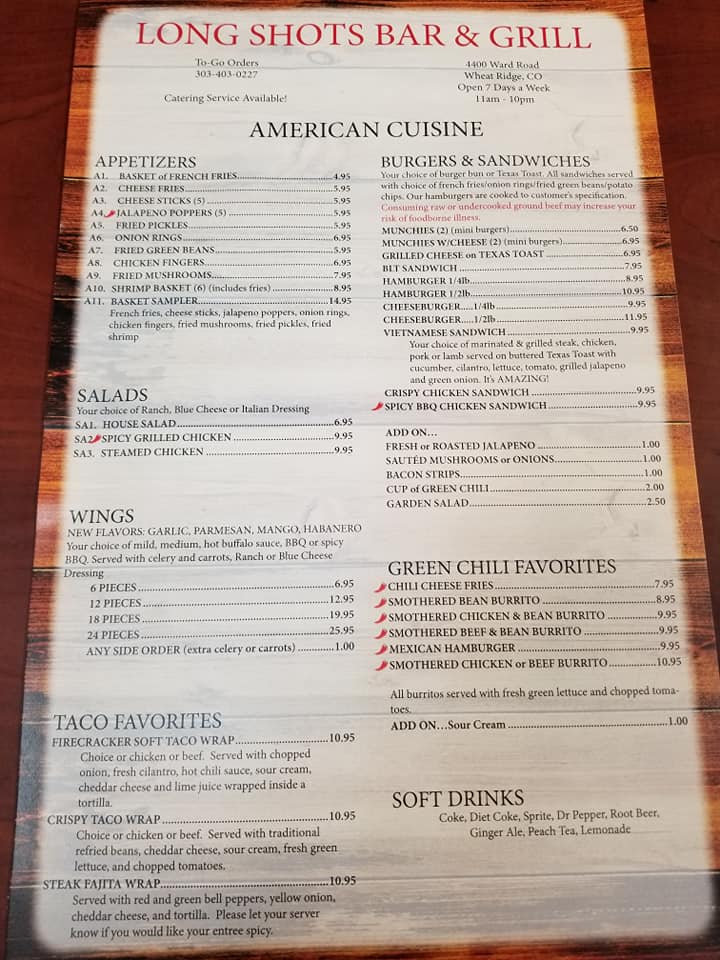 LONG SHOTS BAR & GRILL
To-Go Orders
303-403-0227
Catering Service Available!
4400 Ward Road
Wheat Ridge, CO
Open 7 Days a Week
11am - 10pm
AMERICAN CUISINE
APPETIZERS
A1. BASKET of FRENCH FRIES 4.95
A2. CHEESE FRIES 5.95
A3. CHEESE STICKS (5) 5.95
A4. JALAPENO POPPERS (5) 5.95
A5. FRIED PICKLES 5.95
A6. ONION RINGS 6.95
A7. FRIED GREEN BEANS 5.95
A8. CHICKEN FINGERS 6.95
A9. FRIED MUSHROOMS 7.95
A10. SHRIMP BASKET (6) (includes fries) 8.95
A11. BASKET SAMPLER 14.95
French fries, cheese sticks, jalapeno poppers, onion rings,
chicken fingers, fried mushrooms, fried pickles, fried
shrimp
SALADS
Your choice of Ranch, Blue Cheese or Italian Dressing
SA1. HOUSE SALAD 6.95
SA2. SPICY GRILLED CHICKEN 9.95
SA3. STEAMED CHICKEN 9.95
WINGS
NEW FLAVORS: GARLIC, PARMESAN, MANGO, HABANERO
Your choice of mild, medium, hot buffalo sauce, BBQ or spicy
BBQ. Served with celery and carrots, Ranch or Blue Cheese
Dressing
6 PIECES 6.95
12 PIECES 12.95
18 PIECES 19.95
24 PIECES 25.95
ANY SIDE ORDER (extra celery or carrots) 1.00
TACO FAVORITES
FIRECRACKER SOFT TACO WRAP 10.95
Choice or chicken or beef. Served with chopped
onion, fresh cilantro, hot chili sauce, sour cream,
cheddar cheese and lime juice wrapped inside a
tortilla.
CRISPY TACO WRAP 10.95
Choice or chicken or beef. Served with traditional
refried beans, cheddar cheese, sour cream, fresh green
lettuce, and chopped tomatoes.
STEAK FAJITA WRAP 10.95
Served with red and green bell peppers, yellow onion,
cheddar cheese, and tortilla. Please let your server
know if you would like your entree spicy.
BURGERS & SANDWICHES
Your choice of burger bun or Texas Toast. All sandwiches served
with choice of french fries/onion rings/fried green beans/potato
chips. Our hamburgers are cooked to customer's specification.
Consuming raw or undercooked ground beef may increase your
risk of foodborne illness.
MUNCHIES (2) (mini burgers) 6.50
MUNCHIES W/CHEESE (2) (mini burgers) 6.95
GRILLED CHEESE on TEXAS TOAST 6.95
BLT SANDWICH 7.95
HAMBURGER 1/4lb 8.95
HAMBURGER 1/2lb 10.95
CHEESEBURGER.....1/4lb 9.95
CHEESEBURGER.....1/2lb 11.95
VIETNAMESE SANDWICH 9.95
Your choice of marinated & grilled steak, chicken,
pork or lamb served on buttered Texas Toast with
cucumber, cilantro, lettuce, tomato, grilled jalapeno
and green onion. It's AMAZING!
CRISPY CHICKEN SANDWICH 9.95
SPICY BBQ CHICKEN SANDWICH 9.95
ADD ON…
FRESH or ROASTED JALAPENO 1.00
SAUTÉD MUSHROOMS or ONIONS 1.00
BACON STRIPS 1.00
CUP of GREEN CHILI 2.00
GARDEN SALAD 2.50
GREEN CHILI FAVORITES
CHILI CHEESE FRIES 7.95
SMOTHERED BEAN BURRITO 8.95
SMOTHERED CHICKEN & BEAN BURRITO 9.95
SMOTHERED BEEF & BEAN BURRITO 9.95
MEXICAN HAMBURGER 9.95
SMOTHERED CHICKEN or BEEF BURRITO 10.95
All burritos served with fresh green lettuce and chopped toma-
toes.
ADD ON…Sour Cream 1.00
SOFT DRINKS
Coke, Diet Coke, Sprite, Dr Pepper, Root Beer,
Ginger Ale, Peach Tea, Lemonade